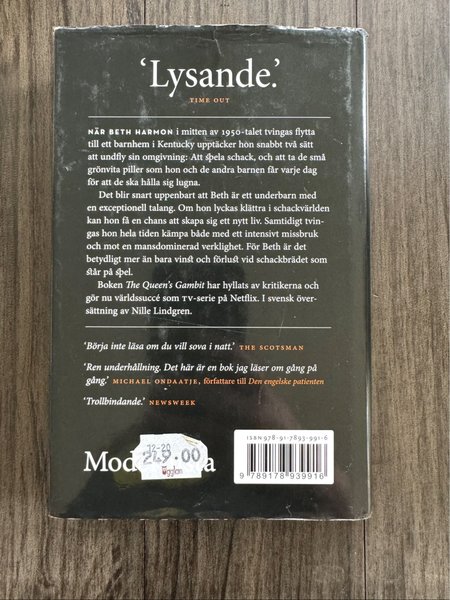 ‘Lysande.’
TIME OUT
NÄR BETH HARMON i mitten av 1950-talet tvingas flytta
till ett barnhem i Kentucky upptäcker hon snabbt två sätt
att undfly sin omgivning: Att spela schack, och att ta de små
grönvita piller som hon och de andra barnen får varje dag
för att de ska hålla sig lugna.
Det blir snart uppenbart att Beth är ett underbarn med
en exceptionell talang. Om hon lyckas klättra i schackvärlden
kan hon få en chans att skapa sig ett nytt liv. Samtidigt tvin-
gas hon hela tiden kämpa både med ett intensivt missbruk
och mot en mansdominerad verklighet. För Beth är det
betydligt mer än bara vinst och förlust vid schackbrädet som
står på spel.
Boken The Queen's Gambit har hyllats av kritikerna och
gör nu världssuccé som TV-serie på Netflix. I svensk över-
sättning av Nille Lindgren.
‘Börja inte läsa om du vill sova i natt.’ THE SCOTSMAN
‘Ren underhållning. Det här är en bok jag läser om gång på
gång.’ MICHAEL ONDAATJE, författare till Den engelske patienten
‘Trollbindande.’ NEWSWEEK
ISBN 978-91-7893-991-6
9 789178 939916
Mod a
12-20
249.00
ugglan